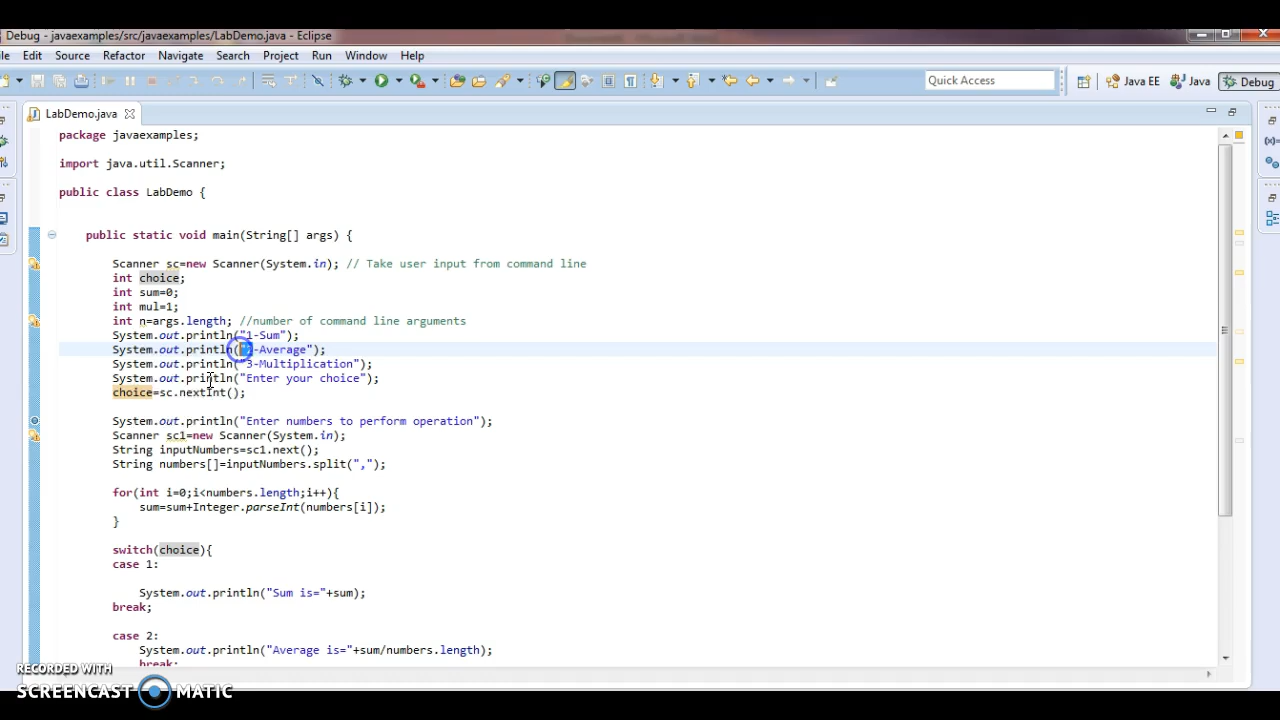 Debug - javaexamples/src/javaexamples/LabDemo.java - Eclipse
Edit Source Refactor Navigate Search Project Run Window Help
Quick Access Java EE Java Debug
LabDemo.java
package javaexamples;
import java.util.Scanner;
public class LabDemo {
public static void main(String[] args) {
Scanner sc=new Scanner(System.in); // Take user input from command line
int choice;
int sum=0;
int mul=1;
int n=args.length; //number of command line arguments
System.out.println("1-Sum");
System.out.println( -Average");
System.out.println("3-Multiplication");
System.out.println("Enter your choice");
choice=sc.nextInt();
System.out.println("Enter numbers to perform operation");
Scanner sc1=new Scanner(System.in);
String inputNumbers=sc1.next();
String numbers[]=inputNumbers.split(",");
for(int i=0;i<numbers.length;i++){
sum=sum+Integer.parseInt(numbers[i]);
}
switch(choice){
case 1:
System.out.println("Sum is="+sum);
break;
case 2:
System.out.println("Average is="+sum/numbers.length);
break;
RECORDED WITH
SCREENCAST MATIC